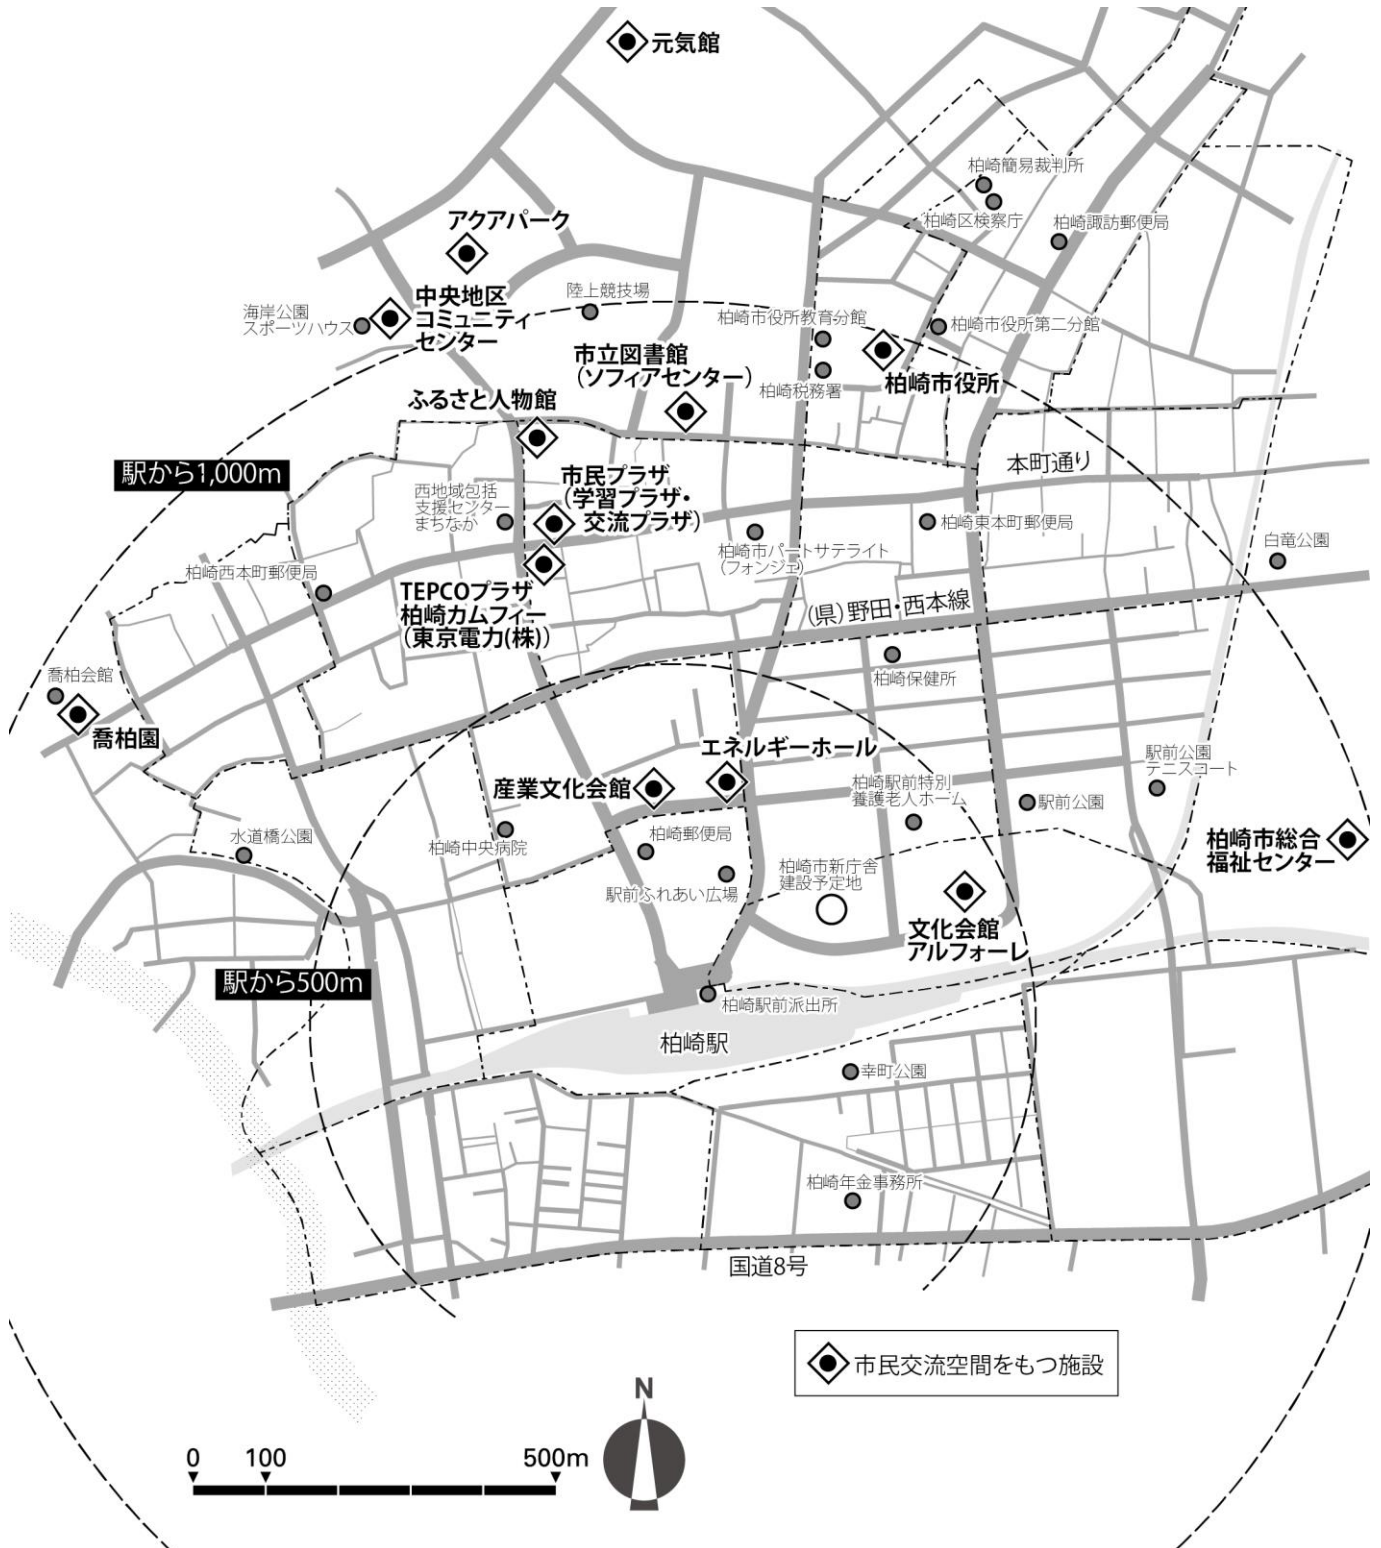 元気館
柏崎簡易裁判所
柏崎区検察庁
柏崎諏訪郵便局
アクアパーク
中央地区
コミュニティ
センター
海岸公園
スポーツハウス
陸上競技場
柏崎市役所教育分館
柏崎市役所第二分館
市立図書館
(ソフィアセンター)
柏崎税務署
柏崎市役所
ふるさと人物館
駅から1,000m
本町通り
市民プラザ
(学習プラザ・
交流プラザ)
西地域包括
支援センター
まちなか
柏崎東本町郵便局
柏崎市パートサテライト
(フォンジェ)
白竜公園
柏崎西本町郵便局
TEPCOプラザ
柏崎カムフィー
(東京電力(株))
(県)野田・西本線
柏崎保健所
喬柏会館
喬柏園
エネルギーホール
産業文化会館
駅前公園
テニスコート
柏崎駅前特別
養護老人ホーム
駅前公園
水道橋公園
柏崎中央病院
柏崎郵便局
柏崎市総合
福祉センター
柏崎市新庁舎
建設予定地
駅前ふれあい広場
文化会館
アルフォーレ
駅から500m
柏崎駅前派出所
柏崎駅
幸町公園
柏崎年金事務所
国道8号
市民交流空間をもつ施設
N
0 100 500m